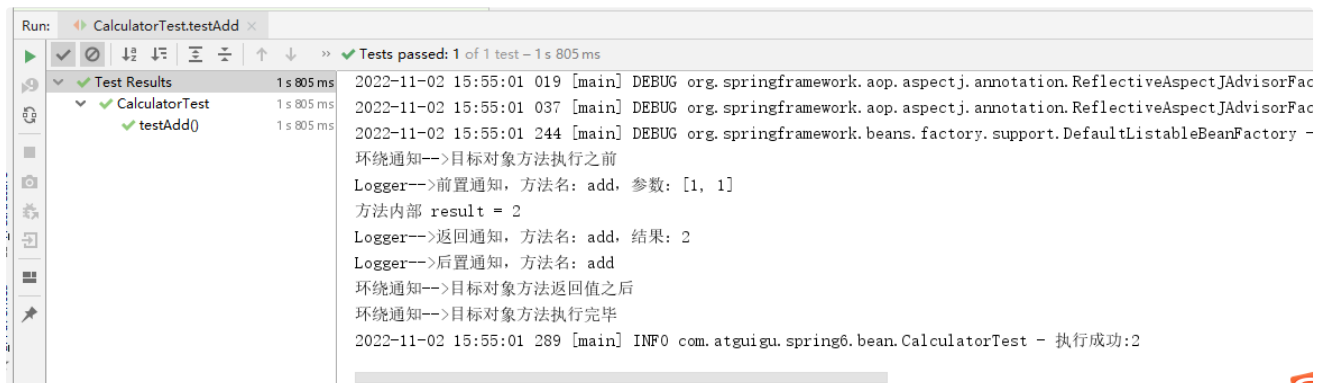 Run: CalculatorTest.testAdd ×
» Tests passed: 1 of 1 test – 1 s 805 ms
Test Results 1 s 805 ms
CalculatorTest 1 s 805 ms
testAdd() 1 s 805 ms
2022-11-02 15:55:01 019 [main] DEBUG org.springframework.aop.aspectj.annotation.ReflectiveAspectJAdvisorFac
2022-11-02 15:55:01 037 [main] DEBUG org.springframework.aop.aspectj.annotation.ReflectiveAspectJAdvisorFac
2022-11-02 15:55:01 244 [main] DEBUG org.springframework.beans.factory.support.DefaultListableBeanFactory -
环绕通知-->目标对象方法执行之前
Logger-->前置通知，方法名：add，参数：[1, 1]
方法内部 result = 2
Logger-->返回通知，方法名：add，结果：2
Logger-->后置通知，方法名：add
环绕通知-->目标对象方法返回值之后
环绕通知-->目标对象方法执行完毕
2022-11-02 15:55:01 289 [main] INFO com.atguigu.spring6.bean.CalculatorTest - 执行成功:2